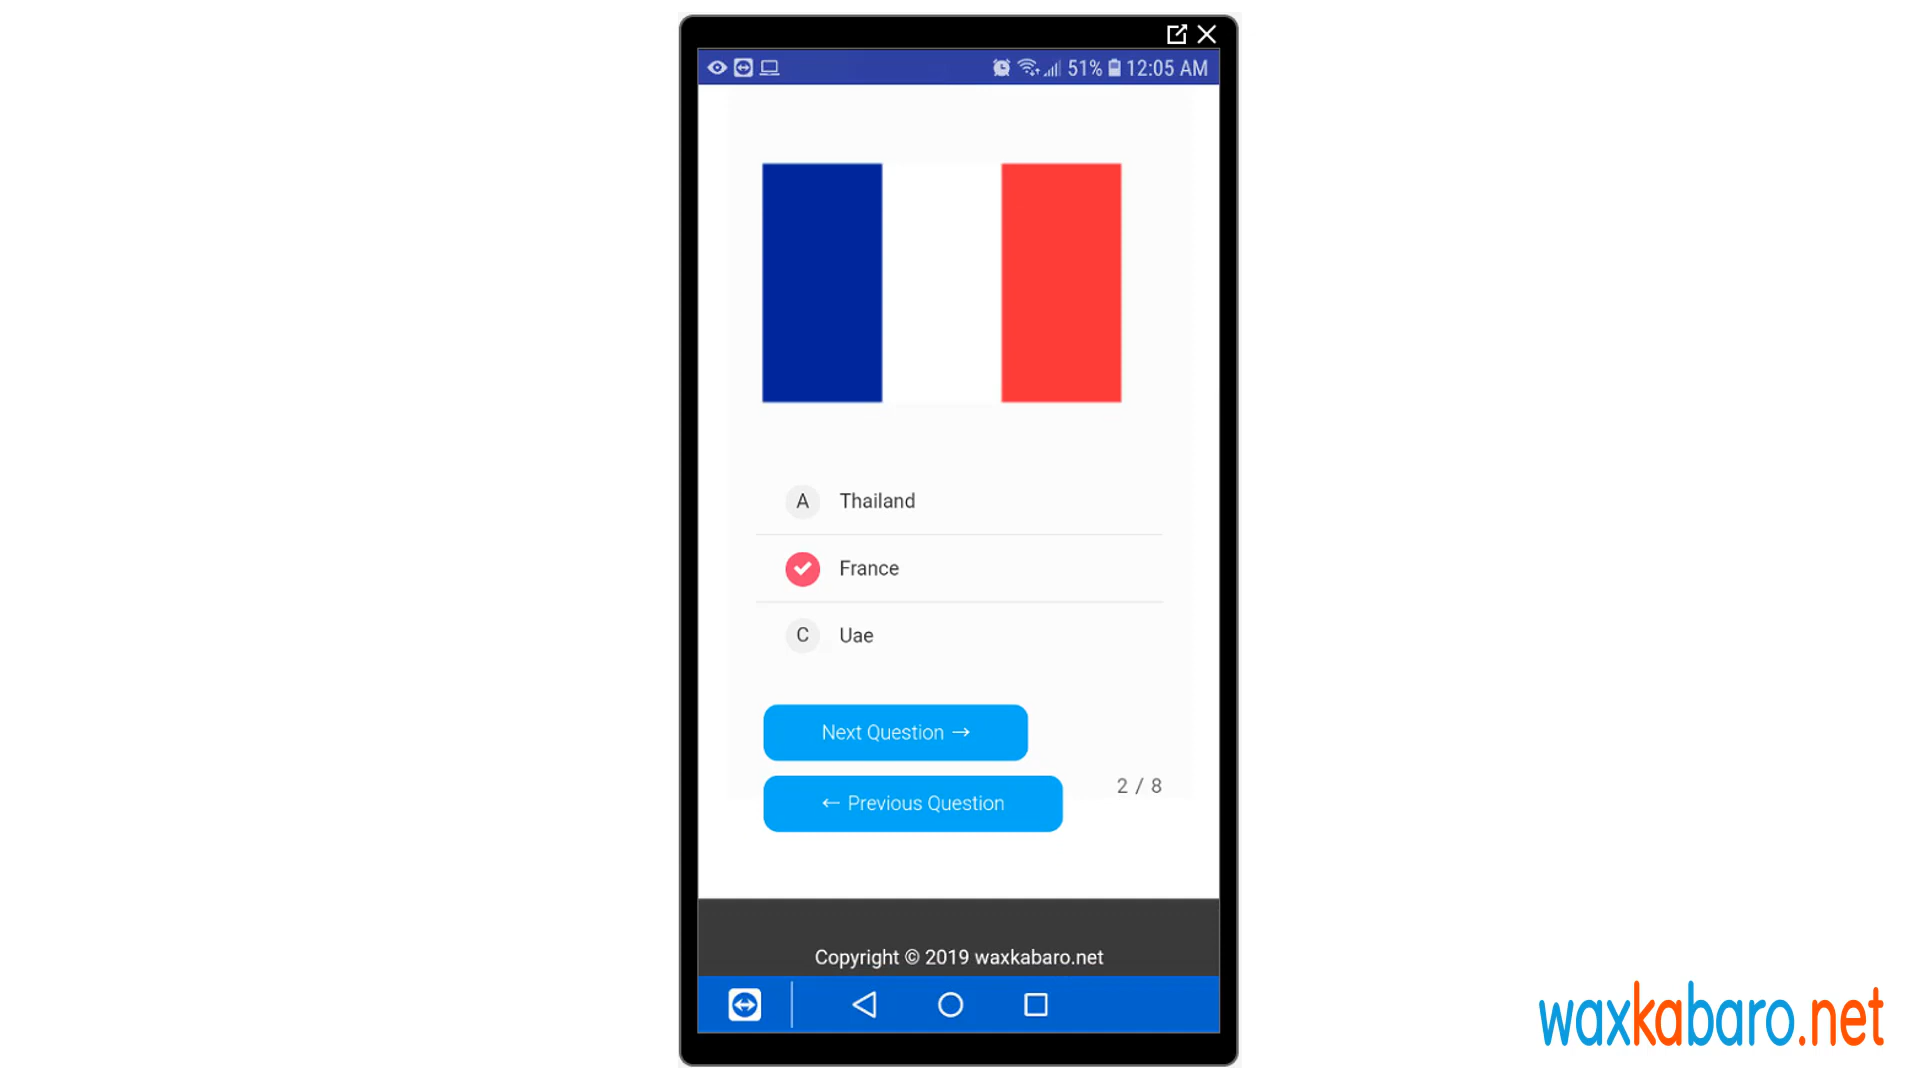 51% 12:05 AM
A Thailand
France
C Uae
Next Question →
← Previous Question
2 / 8
Copyright © 2019 waxkabaro.net
waxkabaro.net